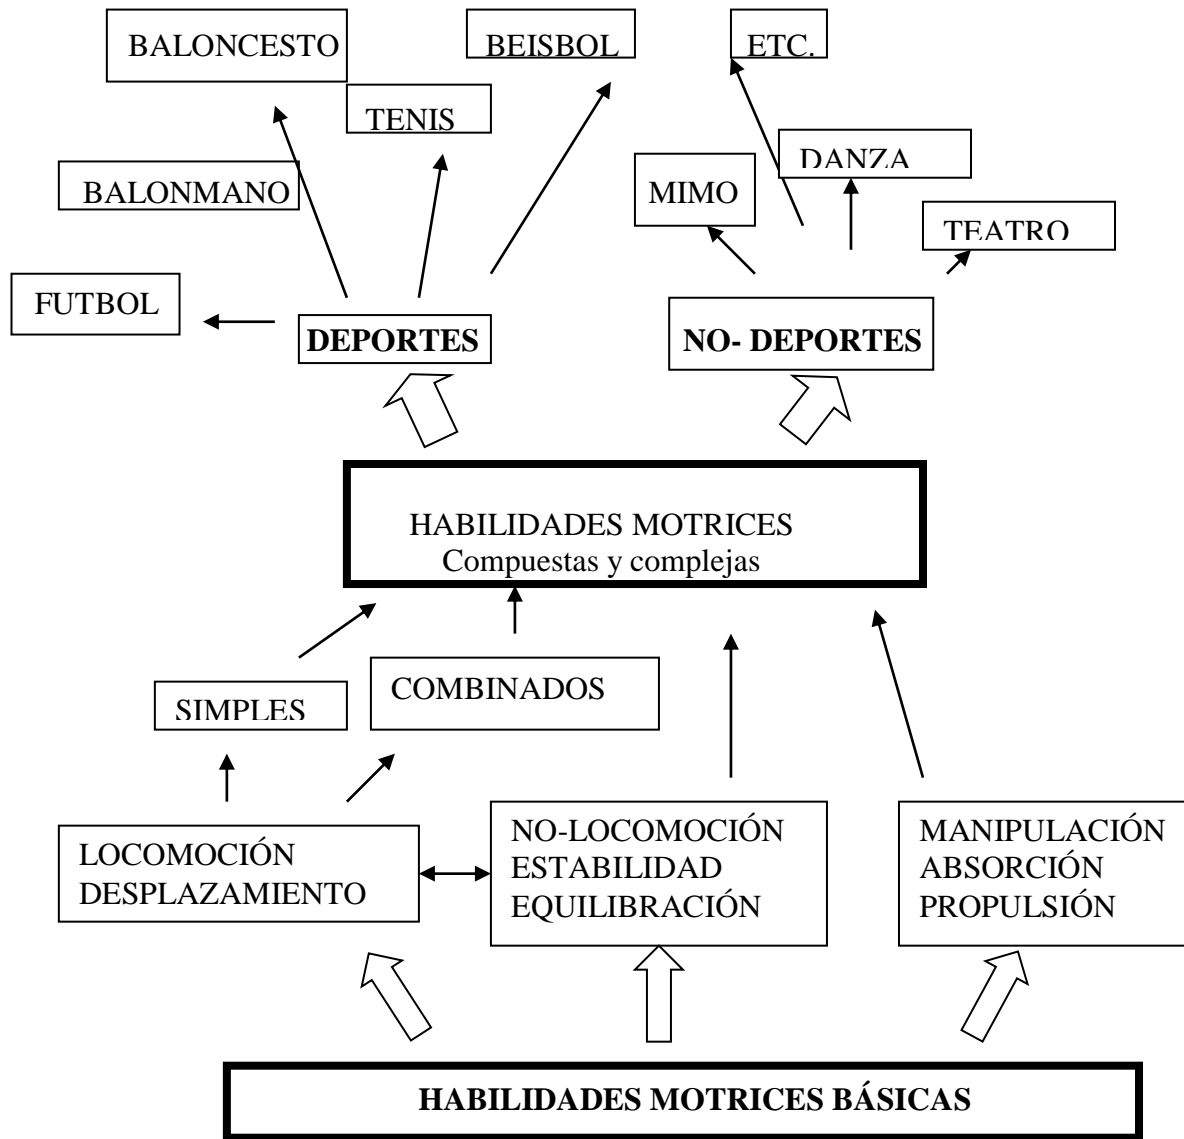 BALONCESTO
BEISBOL
ETC.
TENIS
DANZA
BALONMANO
MIMO
TEATRO
FUTBOL
DEPORTES
NO- DEPORTES
HABILIDADES MOTRICES
Compuestas y complejas
SIMPLES
COMBINADOS
LOCOMOCIÓN
DESPLAZAMIENTO
NO-LOCOMOCIÓN
ESTABILIDAD
EQUILIBRACIÓN
MANIPULACIÓN
ABSORCIÓN
PROPULSIÓN
HABILIDADES MOTRICES BÁSICAS